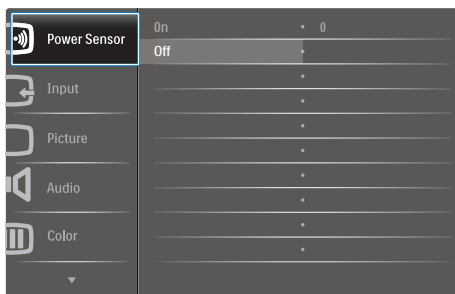 Power Sensor
On • 0
Off •
Input
Picture
Audio
Color